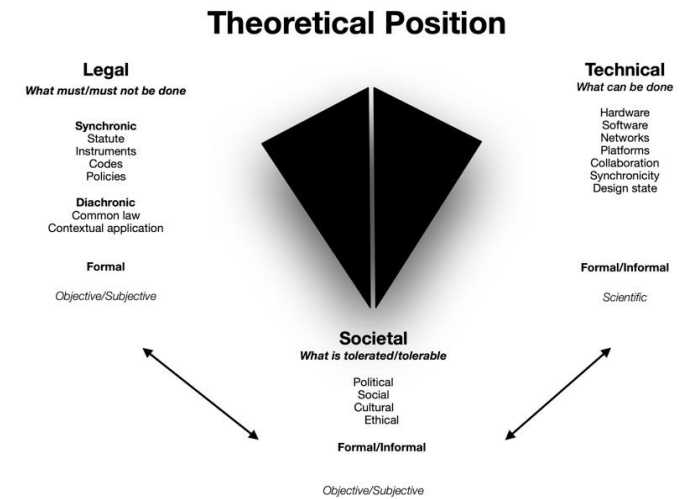 Theoretical Position
Legal
What must/must not be done
Synchronic
Statute
Instruments
Codes
Policies
Diachronic
Common law
Contextual application
Formal
Objective/Subjective
Technical
What can be done
Hardware
Software
Networks
Platforms
Collaboration
Synchronicity
Design state
Formal/Informal
Scientific
Societal
What is tolerated/tolerable
Political
Social
Cultural
Ethical
Formal/Informal
Objective/Subjective